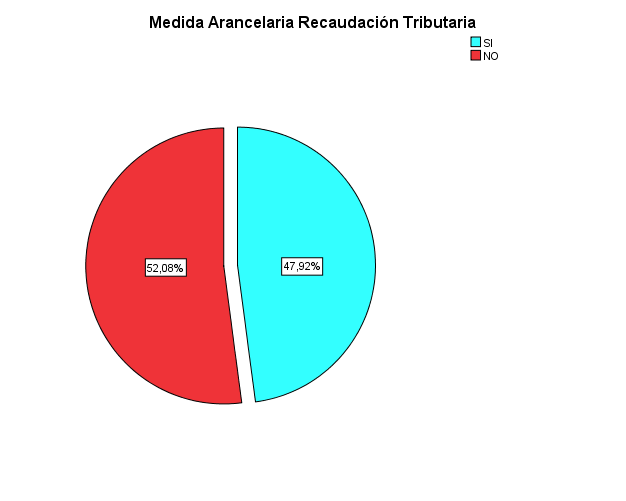 Medida Arancelaria Recaudación Tributaria
SI
NO
52,08%
47,92%